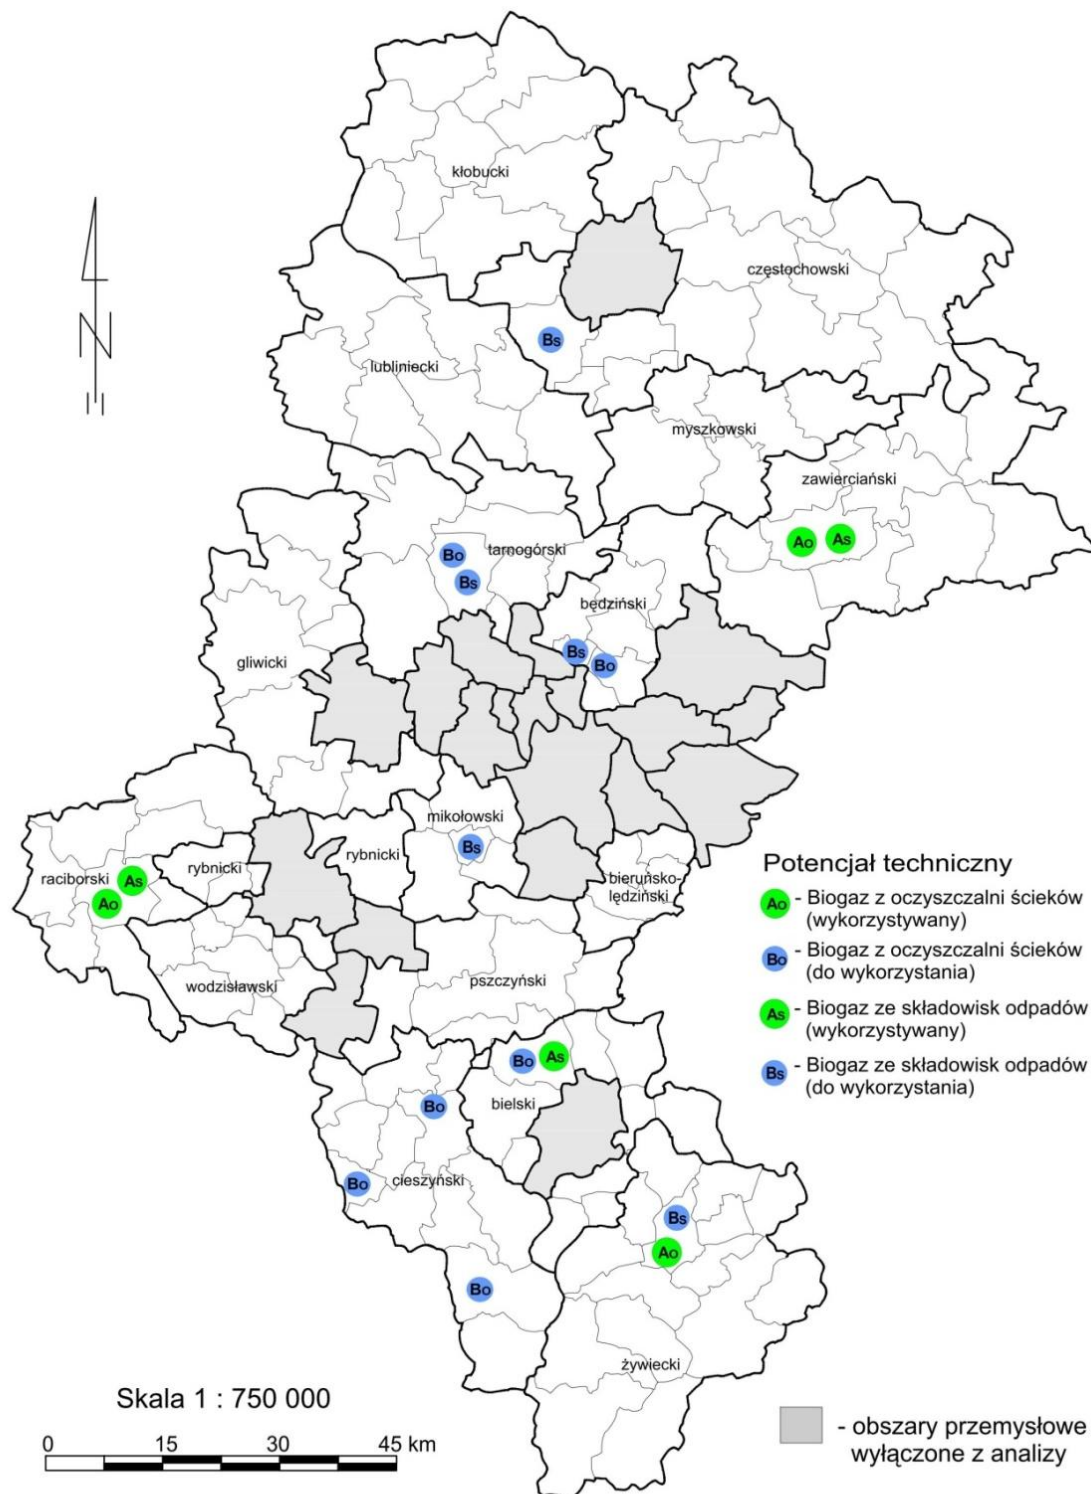 kłobucki
częstochowski
Bs
lubliniecki
myszkowski
zawierciański
Ao As
Bo tarnogórski
Bs
będziński
Bs Bo
gliwicki
mikołowski
Bs
rybnicki
rybnicki
raciborski As
Ao
bieruńsko-
lędziński
wodzisławski
pszczyński
Bo As
bielski
Bo
cieszyński
Bo
Bs
Ao
Bo
żywiecki
N
Potencjał techniczny
Ao - Biogaz z oczyszczalni ścieków
(wykorzystywany)
Bo - Biogaz z oczyszczalni ścieków
(do wykorzystania)
As - Biogaz ze składowisk odpadów
(wykorzystywany)
Bs - Biogaz ze składowisk odpadów
(do wykorzystania)
Skala 1 : 750 000
0 15 30 45 km
- obszary przemysłowe
wyłączone z analizy